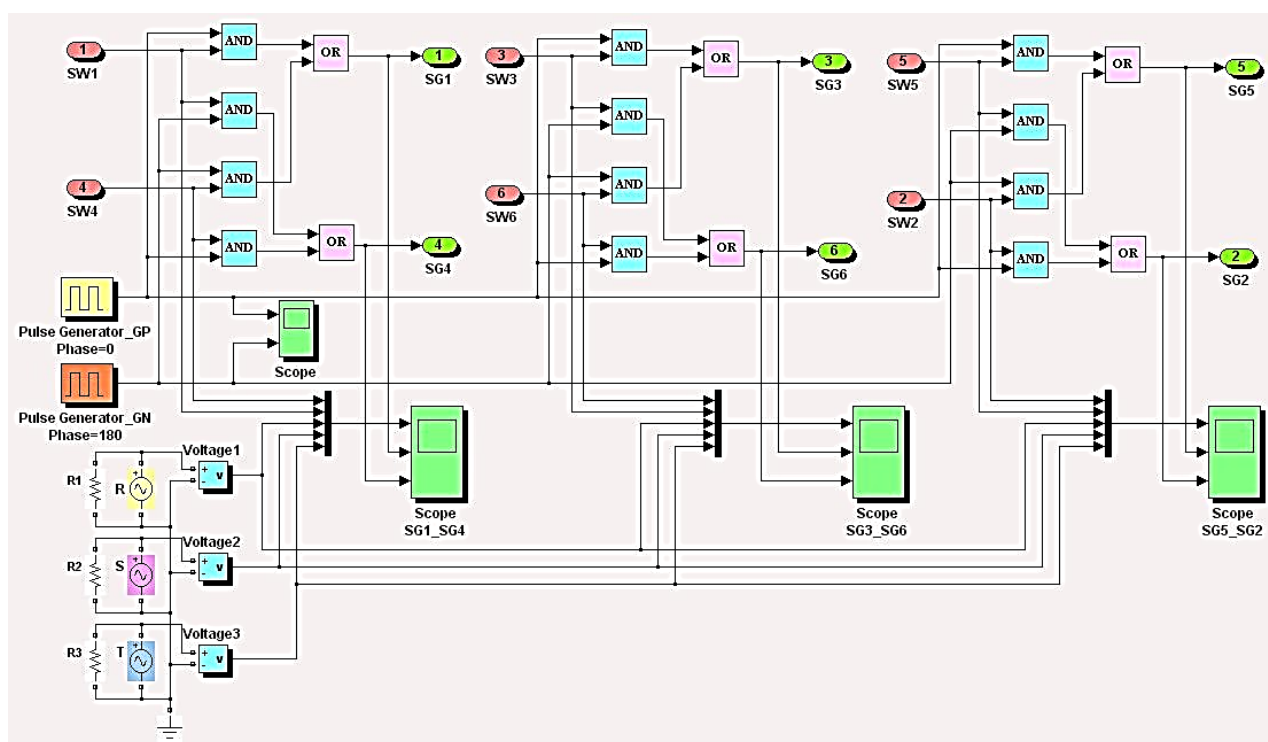 AND
1
SW1
OR
1
SG1
AND
AND
4
SW4
AND
OR
4
SG4
3
SW3
AND
OR
3
SG3
AND
6
SW6
AND
AND
OR
6
SG6
5
SW5
AND
OR
5
SG5
AND
2
SW2
AND
AND
OR
2
SG2
Pulse Generator_GP
Phase=0
Scope
Pulse Generator_GN
Phase=180
Voltage1
R1
R
+
-
v
+
Scope
SG1_SG4
Scope
SG3_SG6
Scope
SG5_SG2
Voltage2
R2
S
+
-
v
+
Voltage3
R3
T
+
-
v
+